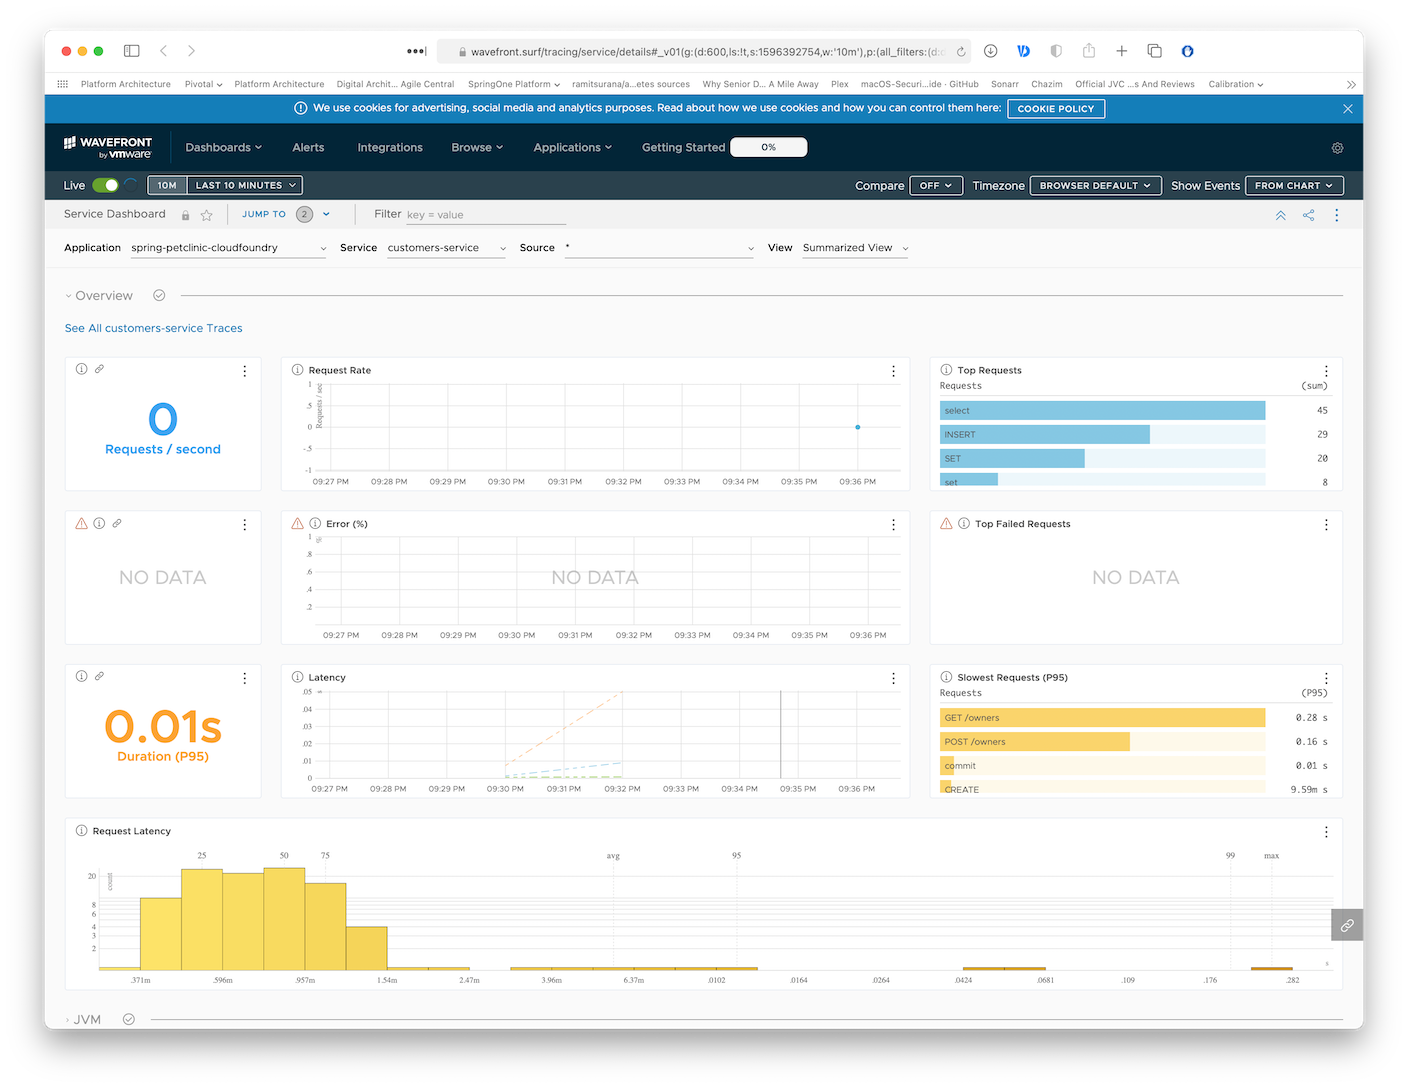 wavefront.surf/tracing/service/details#_v01(g:(d:600,ls:!t,s:1596392754,w:'10m'),p:(all_filters:(d:c
Platform Architecture Pivotal Platform Architecture Digital Archit... Agile Central SpringOne Platform ramitsurana/a...etes sources Why Senior D... A Mile Away Plex macOS-Securi...ide · GitHub Sonarr Chazim Official JVC ...s And Reviews Calibration
We use cookies for advertising, social media and analytics purposes. Read about how we use cookies and how you can control them here: COOKIE POLICY
WAVEFRONT
by vmware
Dashboards Alerts Integrations Browse Applications Getting Started 0%
Live 10M LAST 10 MINUTES Compare OFF Timezone BROWSER DEFAULT Show Events FROM CHART
Service Dashboard JUMP TO 2 Filter key = value
Application spring-petclinic-cloudfoundry Service customers-service Source * View Summarized View
Overview
See All customers-service Traces
0
Requests / second
Request Rate
Requests / sec
1
.5
0
-.5
-1
09:27 PM 09:28 PM 09:29 PM 09:30 PM 09:31 PM 09:32 PM 09:33 PM 09:34 PM 09:35 PM 09:36 PM
Top Requests
Requests (sum)
select 45
INSERT 29
SET 20
set 8
NO DATA
Error (%)
1
.8
.6
.4
.2
NO DATA
09:27 PM 09:28 PM 09:29 PM 09:30 PM 09:31 PM 09:32 PM 09:33 PM 09:34 PM 09:35 PM 09:36 PM
Top Failed Requests
NO DATA
0.01s
Duration (P95)
Latency
.05
.04
.03
.02
.01
0
09:27 PM 09:28 PM 09:29 PM 09:30 PM 09:31 PM 09:32 PM 09:33 PM 09:34 PM 09:35 PM 09:36 PM
Slowest Requests (P95)
Requests (P95)
GET /owners 0.28 s
POST /owners 0.16 s
commit 0.01 s
CREATE 9.59m s
Request Latency
25 50 75 avg 95 99 max
count
20
8
6
4
3
2
s
.371m .596m .957m 1.54m 2.47m 3.96m 6.37m .0102 .0164 .0264 .0424 .0681 .109 .176 .282
JVM